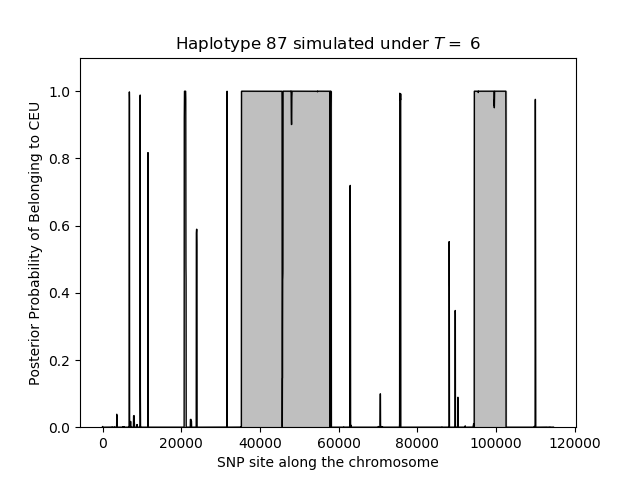 Haplotype 87 simulated under T = 6
Posterior Probability of Belonging to CEU
1.0
0.8
0.6
0.4
0.2
0.0
0 20000 40000 60000 80000 100000 120000
SNP site along the chromosome